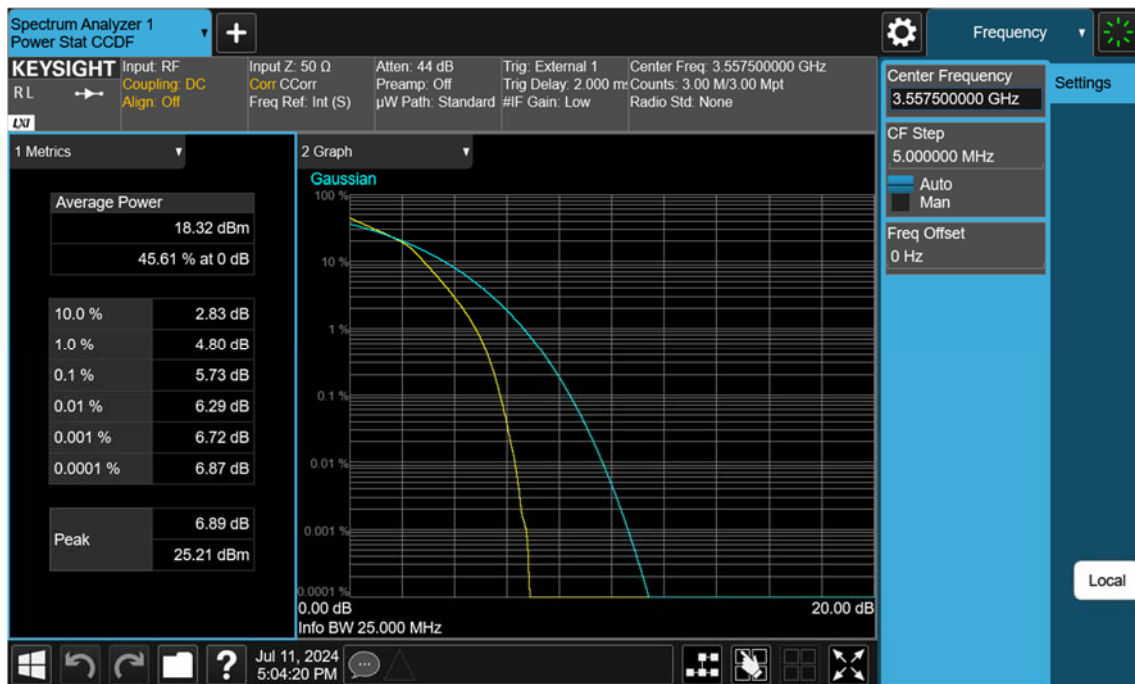 Spectrum Analyzer 1
Power Stat CCDF
Frequency
KEYSIGHT
R L
LXI
Input: RF
Coupling: DC
Align: Off
Input Z: 50 Ω
Corr CCorr
Freq Ref: Int (S)
Atten: 44 dB
Preamp: Off
µW Path: Standard
#IF Gain: Low
Trig: External 1
Trig Delay: 2.000 ms
Center Freq: 3.557500000 GHz
Counts: 3.00 M/3.00 Mpt
Radio Std: None
1 Metrics
Average Power
18.32 dBm
45.61 % at 0 dB
10.0 % 2.83 dB
1.0 % 4.80 dB
0.1 % 5.73 dB
0.01 % 6.29 dB
0.001 % 6.72 dB
0.0001 % 6.87 dB
Peak
6.89 dB
25.21 dBm
2 Graph
Gaussian
100 %
10 %
1 %
0.1 %
0.01 %
0.001 %
0.0001 %
0.00 dB 20.00 dB
Info BW 25.000 MHz
Center Frequency
3.557500000 GHz
CF Step
5.000000 MHz
Auto
Man
Freq Offset
0 Hz
Settings
Local
?
Jul 11, 2024
5:04:20 PM